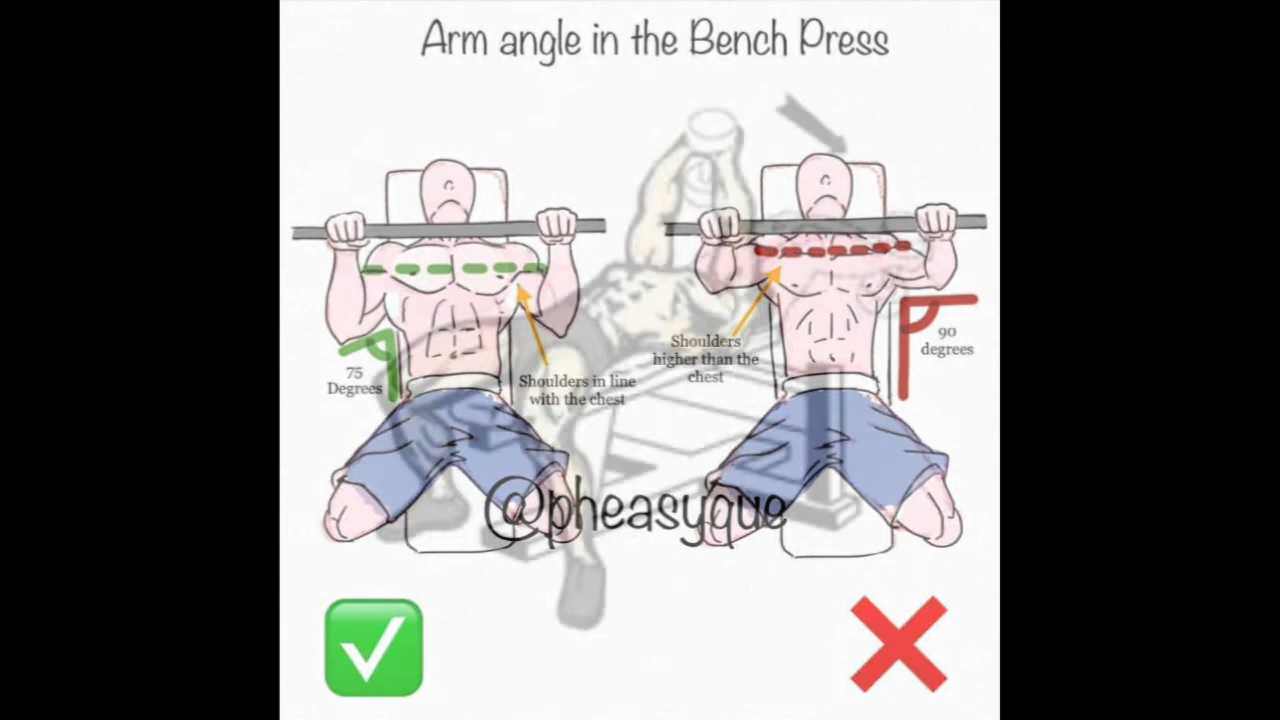 Arm angle in the Bench Press
75
Degrees
Shoulders in line
with the chest
Shoulders
higher than the
chest
90
degrees
@pheasyque